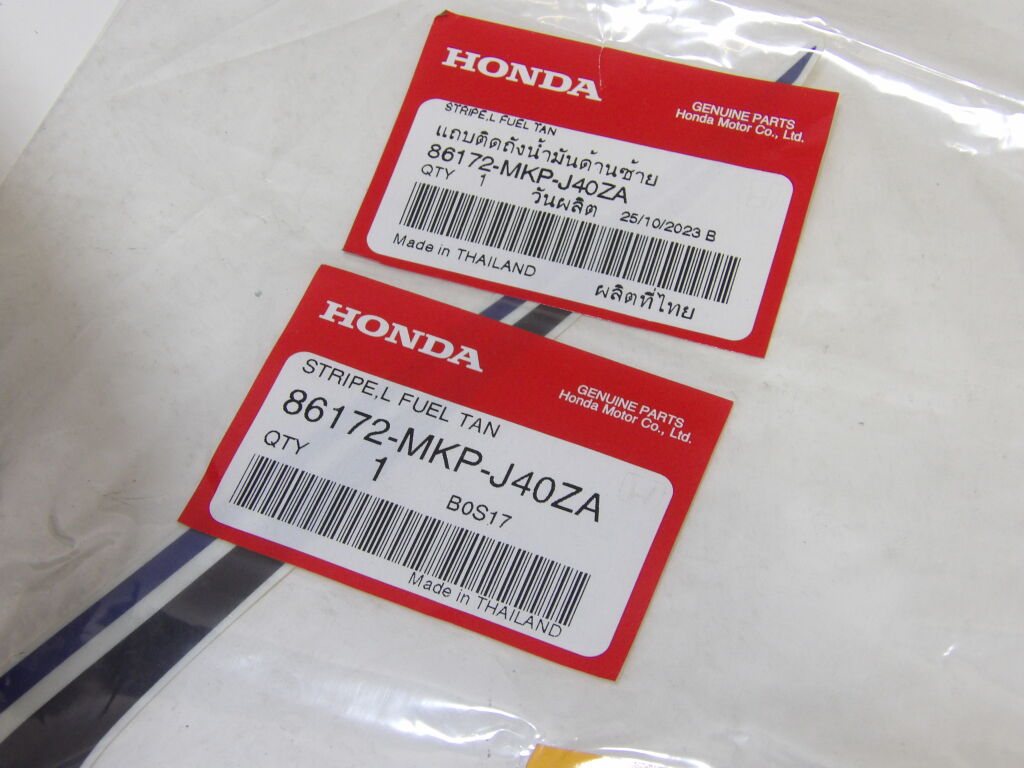 HONDA
GENUINE PARTS
Honda Motor Co., Ltd.
STRIPE,L FUEL TAN
แถบติดถังน้ำมันด้านซ้าย
86172-MKP-J40ZA
QTY 1
วันผลิต 25/10/2023 B
Made in THAILAND
ผลิตที่ไทย
HONDA
GENUINE PARTS
Honda Motor Co., Ltd.
STRIPE,L FUEL TAN
86172-MKP-J40ZA
QTY 1
B0S17
Made in THAILAND